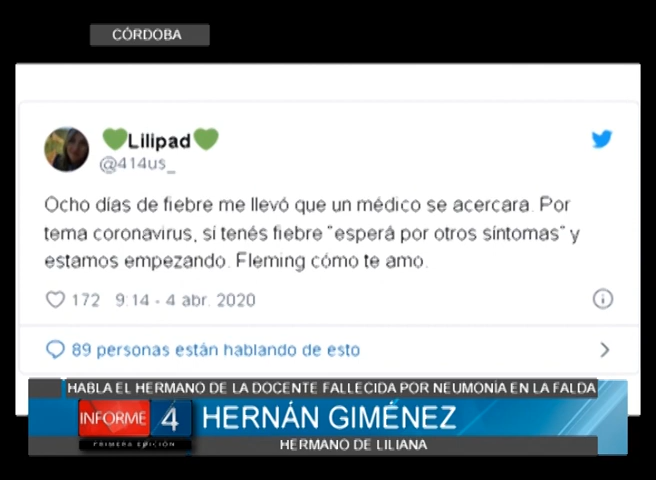 CÓRDOBA
💚Lilipad💚
@414us_
Ocho días de fiebre me llevó que un médico se acercara. Por
tema coronavirus, sí tenés fiebre "esperá por otros síntomas" y
estamos empezando. Fleming cómo te amo.
172 9:14 - 4 abr. 2020
89 personas están hablando de esto
HABLA EL HERMANO DE LA DOCENTE FALLECIDA POR NEUMONÍA EN LA FALDA
INFORME 4
PRIMERA EDICIÓN
HERNÁN GIMÉNEZ
HERMANO DE LILIANA